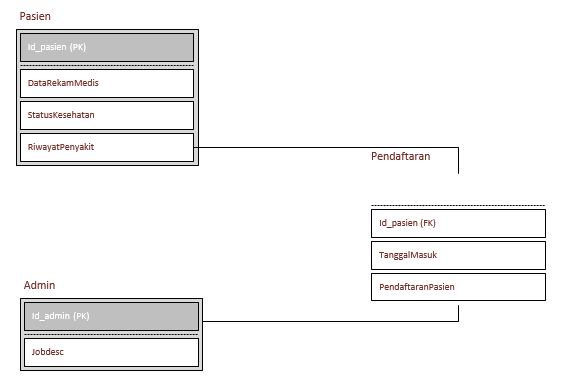 Pasien
Id_pasien (PK)
DataRekamMedis
StatusKesehatan
RiwayatPenyakit
Pendaftaran
Id_pasien (FK)
TanggalMasuk
PendaftaranPasien
Admin
Id_admin (PK)
Jobdesc